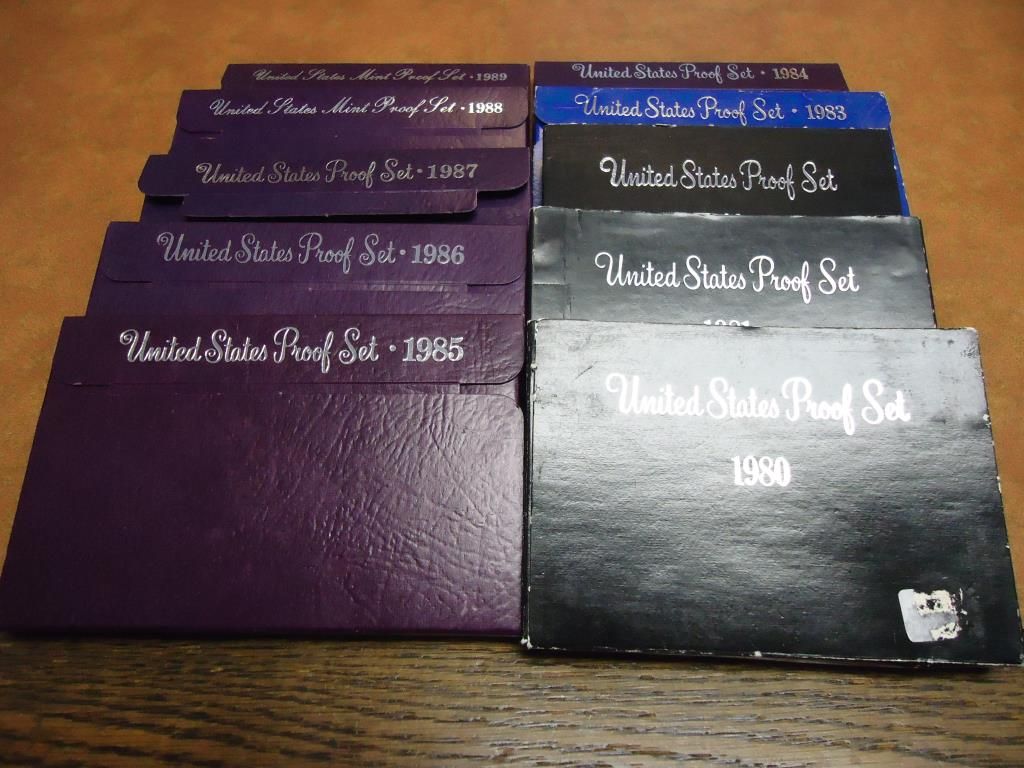 United States Mint Proof Set · 1989
United States Mint Proof Set · 1988
United States Proof Set · 1987
United States Proof Set · 1986
United States Proof Set · 1985
United States Proof Set · 1984
United States Proof Set · 1983
United States Proof Set
United States Proof Set
United States Proof Set
1980